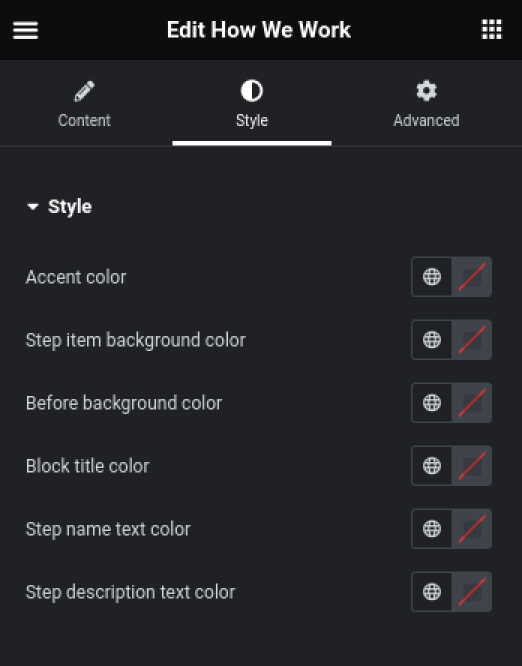 Edit How We Work
Content
Style
Advanced
Style
Accent color
Step item background color
Before background color
Block title color
Step name text color
Step description text color